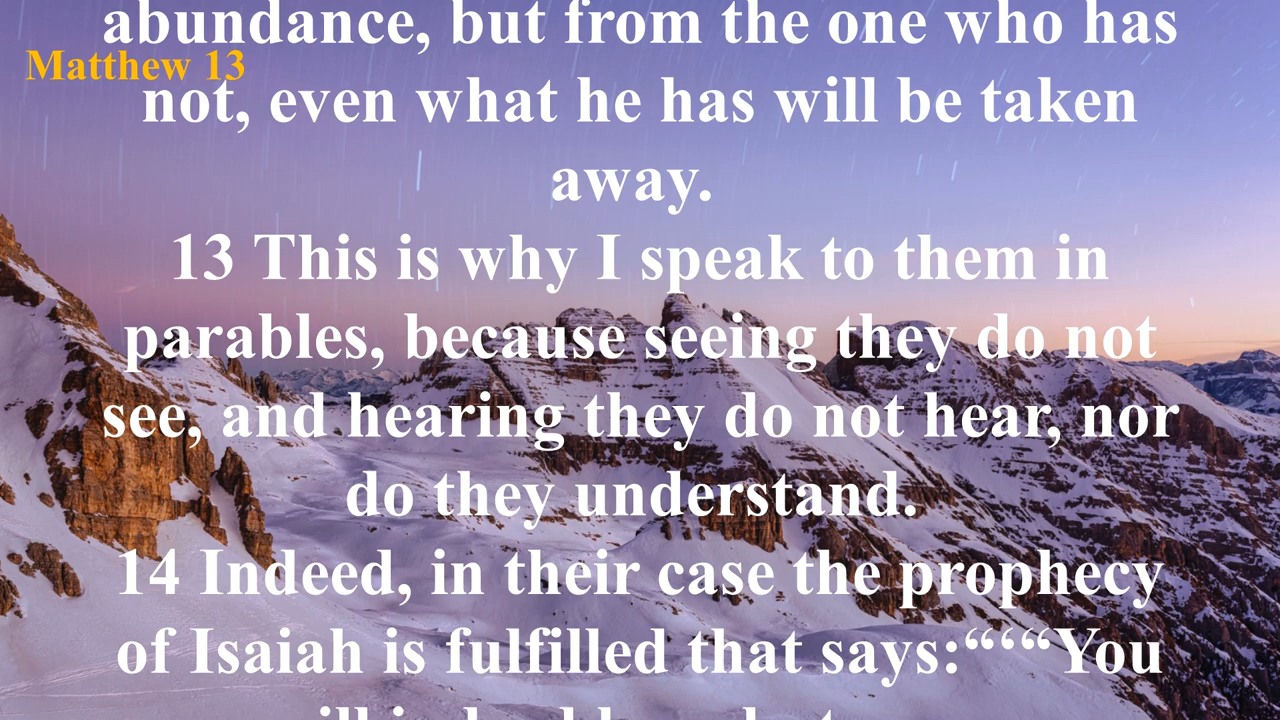 abundance, but from the one who has
Matthew 13
not, even what he has will be taken
away.
13 This is why I speak to them in
parables, because seeing they do not
see, and hearing they do not hear, nor
do they understand.
14 Indeed, in their case the prophecy
of Isaiah is fulfilled that says:“‘“You